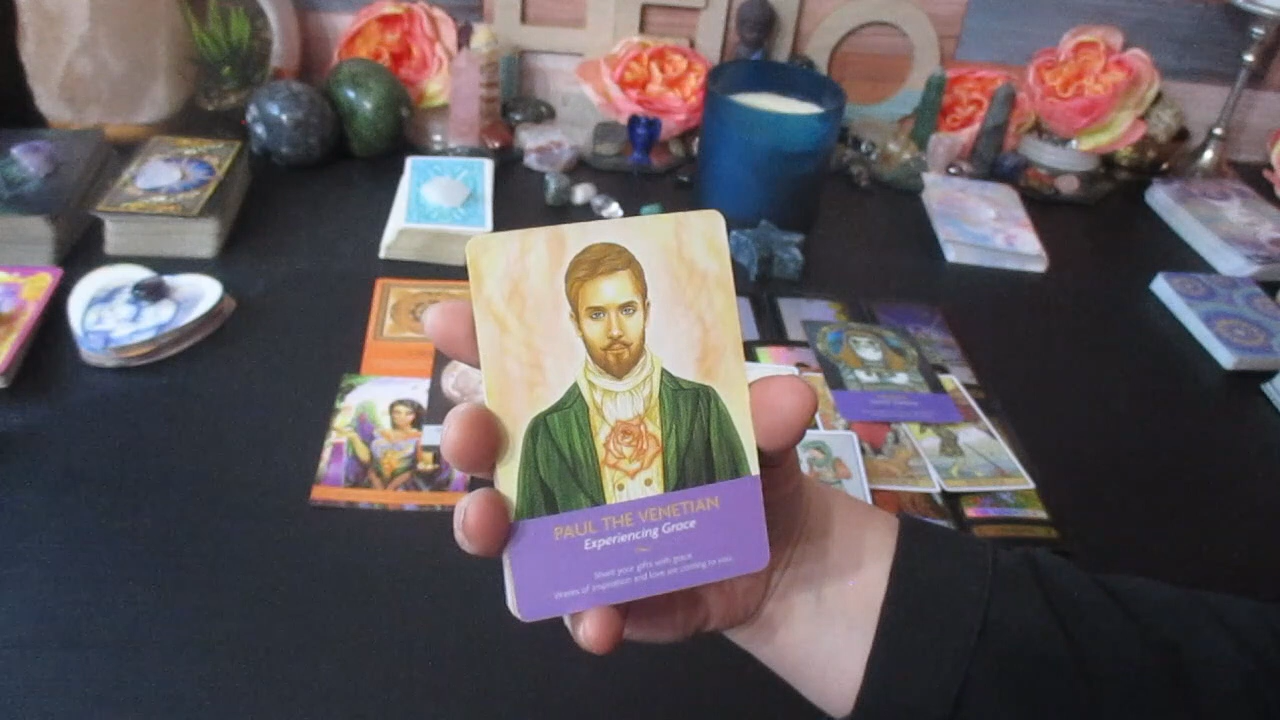 PAUL THE VENETIAN
Experiencing Grace
Share your gifts with grace.
Waves of inspiration and love are coming to you.